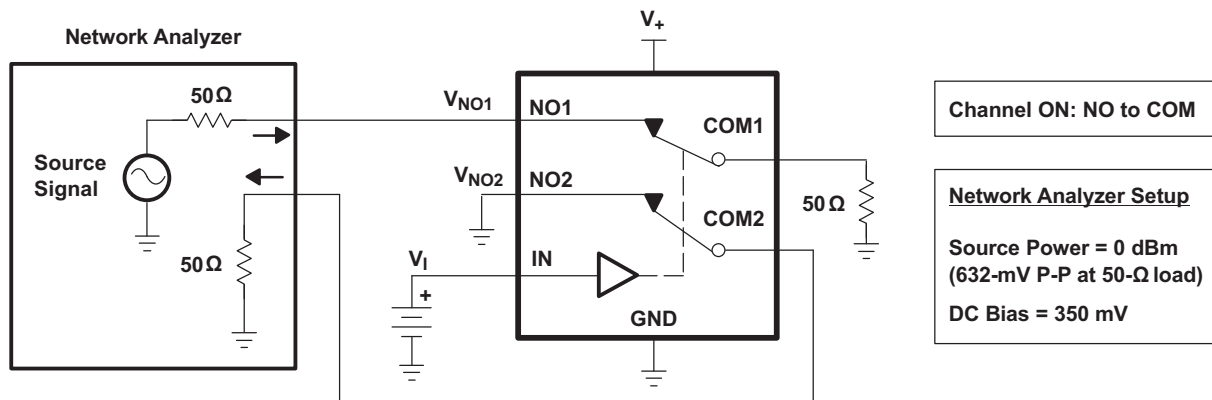 V+
Network Analyzer
50Ω
VNO1
NO1
COM1
Channel ON: NO to COM
Source
Signal
VNO2
NO2
COM2
50 Ω
50Ω
VI
IN
+
GND
Network Analyzer Setup
Source Power = 0 dBm
(632-mV P-P at 50-Ω load)
DC Bias = 350 mV